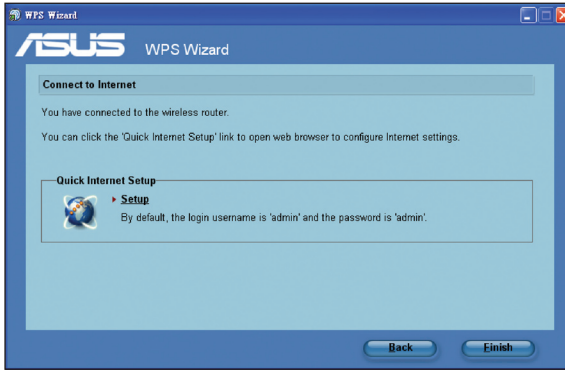 WPS Wizard
ASUS WPS Wizard
Connect to Internet
You have connected to the wireless router.
You can click the 'Quick Internet Setup' link to open web browser to configure Internet settings.
Quick Internet Setup
Setup
By default, the login username is 'admin' and the password is 'admin'.
Back Finish